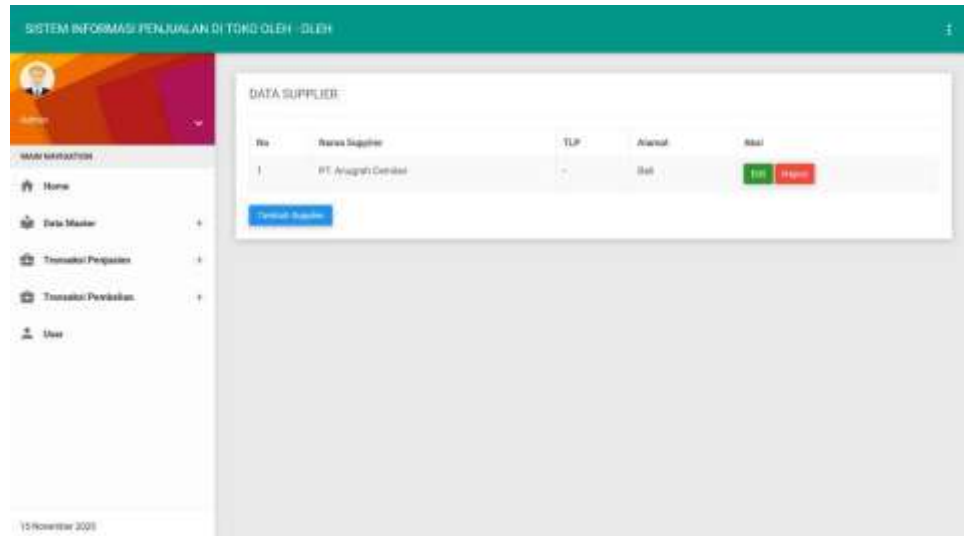 SISTEM INFORMASI PENJUALAN DI TOKO OLEH - OLEH
Admin
MAIN NAVIGATION
Home
Data Master
Transaksi Penjualan
Transaksi Pembelian
User
15 November 2020
DATA SUPPLIER
No Nama Supplier TLP Alamat Aksi
1 PT. Anugrah - Bali Edit Hapus
Tambah Supplier